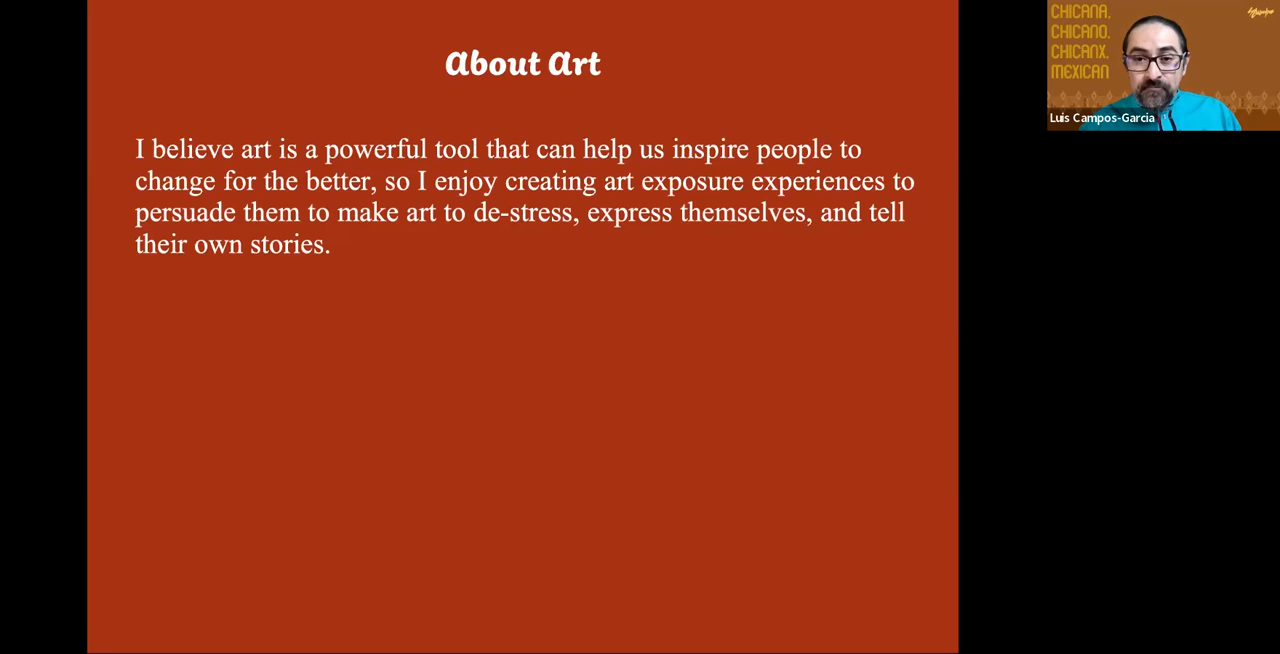 About Art
I believe art is a powerful tool that can help us inspire people to
change for the better, so I enjoy creating art exposure experiences to
persuade them to make art to de-stress, express themselves, and tell
their own stories.
CHICANA,
CHICANO,
CHICANX,
MEXICAN
Luis Campos-Garcia